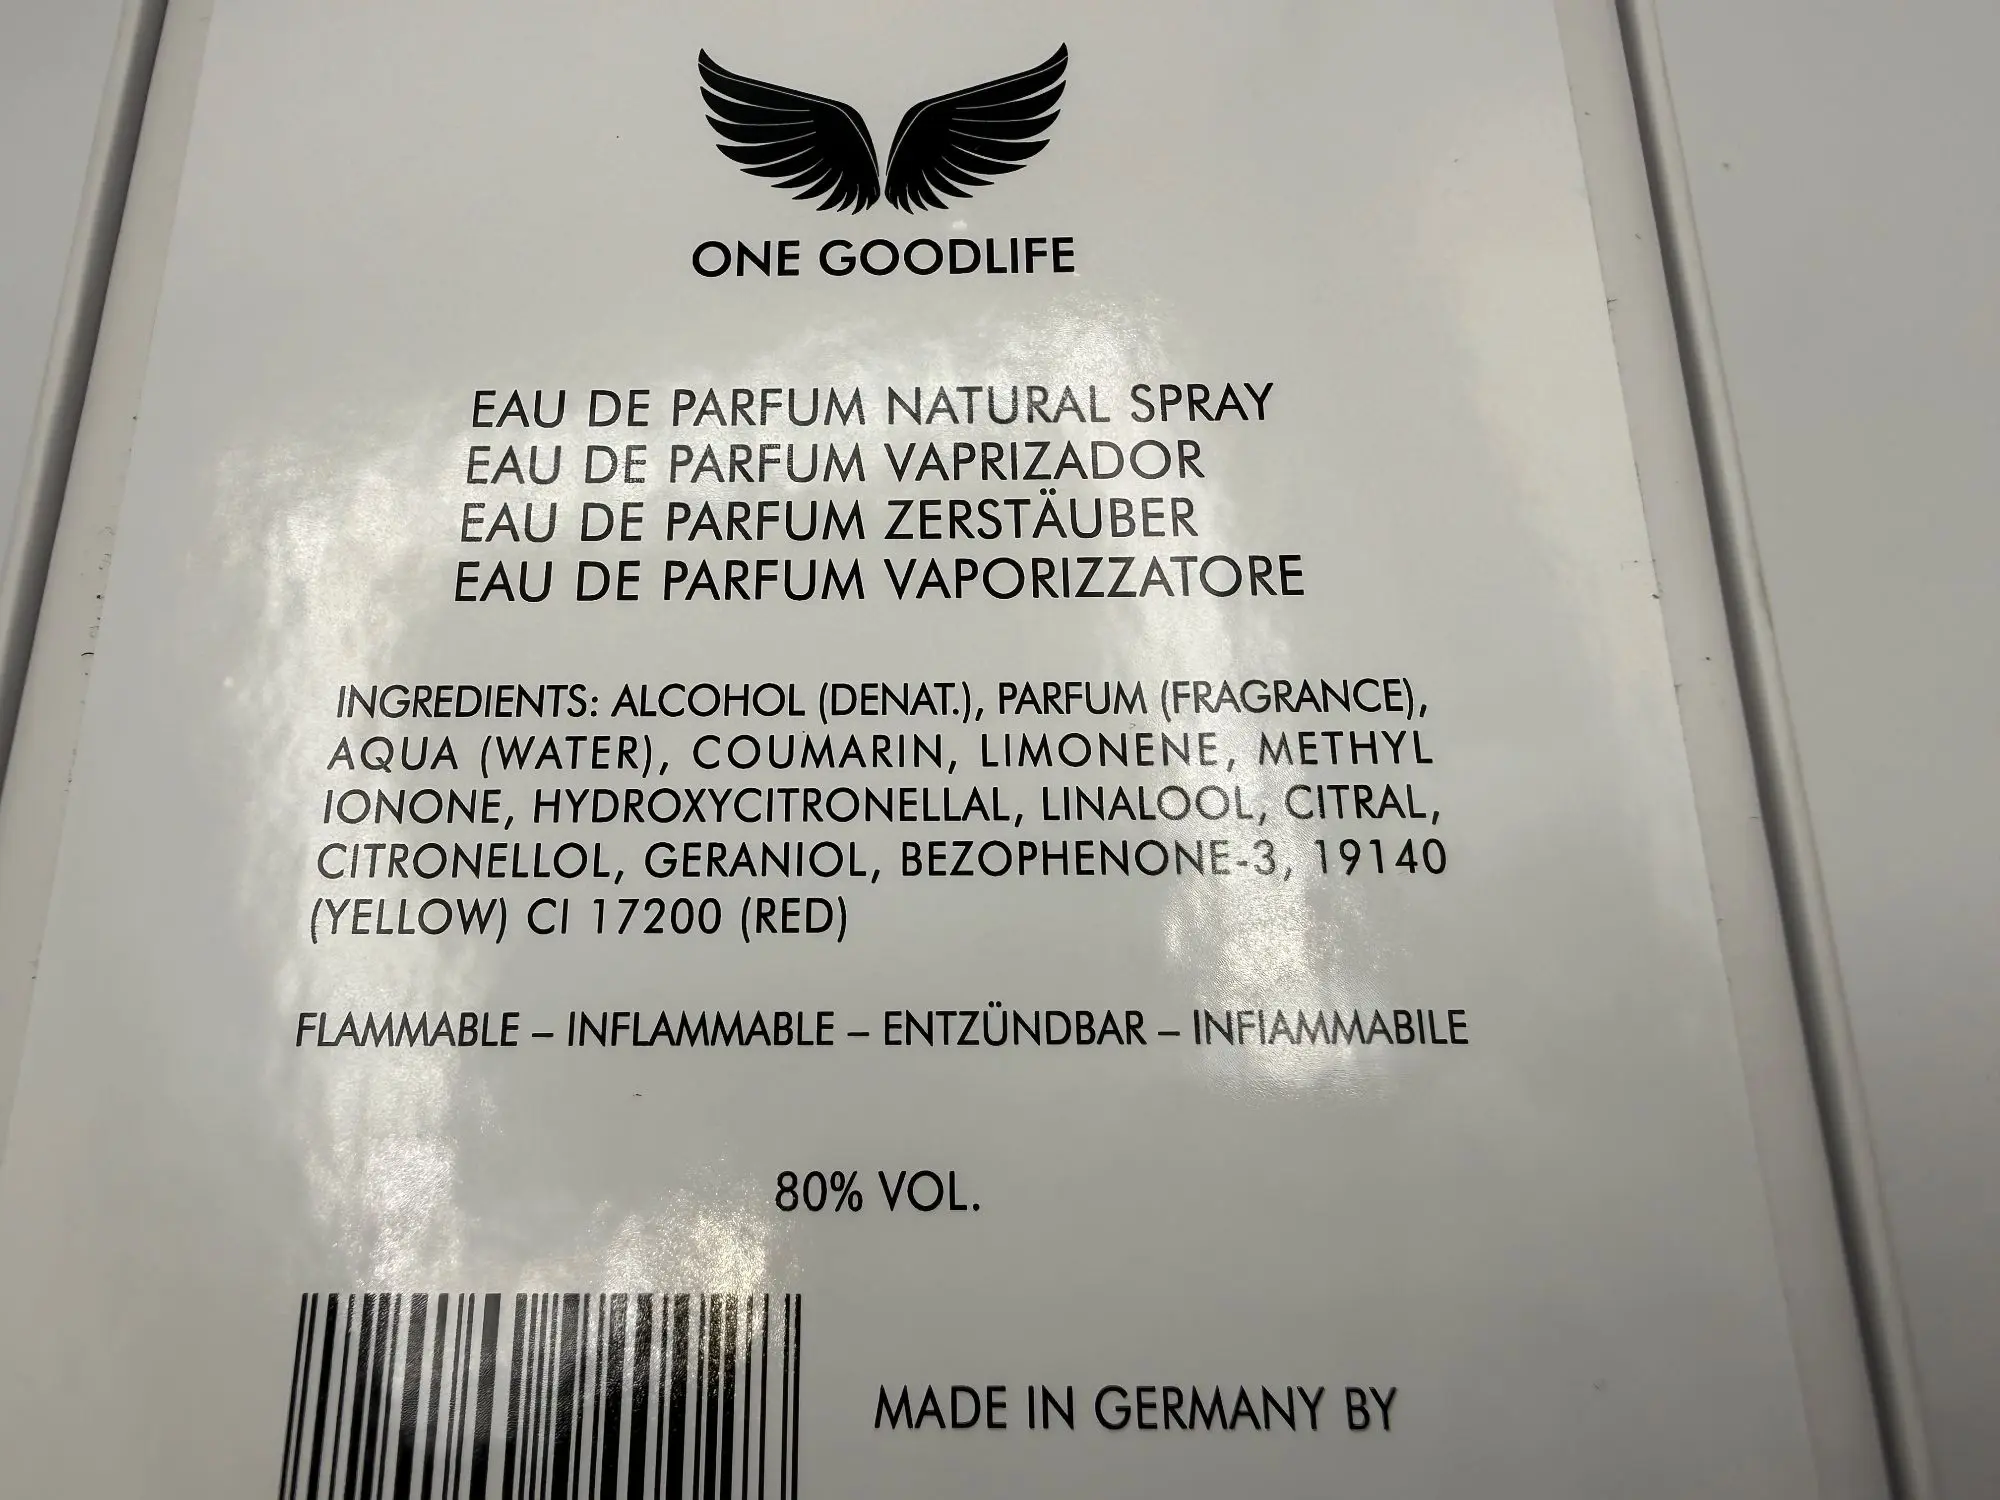 ONE GOODLIFE
EAU DE PARFUM NATURAL SPRAY
EAU DE PARFUM VAPRIZADOR
EAU DE PARFUM ZERSTÄUBER
EAU DE PARFUM VAPORIZZATORE
INGREDIENTS: ALCOHOL (DENAT.), PARFUM (FRAGRANCE),
AQUA (WATER), COUMARIN, LIMONENE, METHYL
IONONE, HYDROXYCITRONELLAL, LINALOOL, CITRAL,
CITRONELLOL, GERANIOL, BEZOPHENONE-3, 19140
(YELLOW) CI 17200 (RED)
FLAMMABLE – INFLAMMABLE – ENTZÜNDBAR – INFIAMMABILE
80% VOL.
MADE IN GERMANY BY